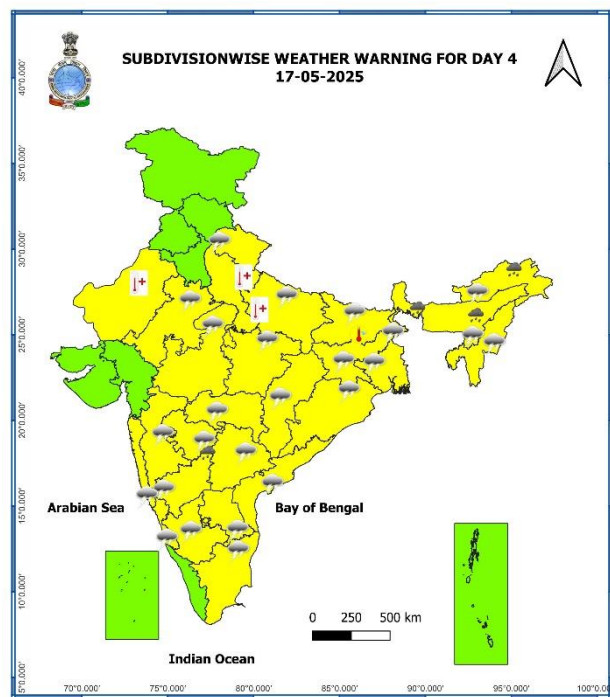 SUBDIVISIONWISE WEATHER WARNING FOR DAY 4
17-05-2025
40°0.000'
35°0.000'
30°0.000'
25°0.000'
20°0.000'
15°0.000'
10°0.000'
5°0.000'
Arabian Sea
Bay of Bengal
0 250 500 km
Indian Ocean
70°0.000' 75°0.000' 80°0.000' 85°0.000' 90°0.000' 95°0.000' 100°0.0